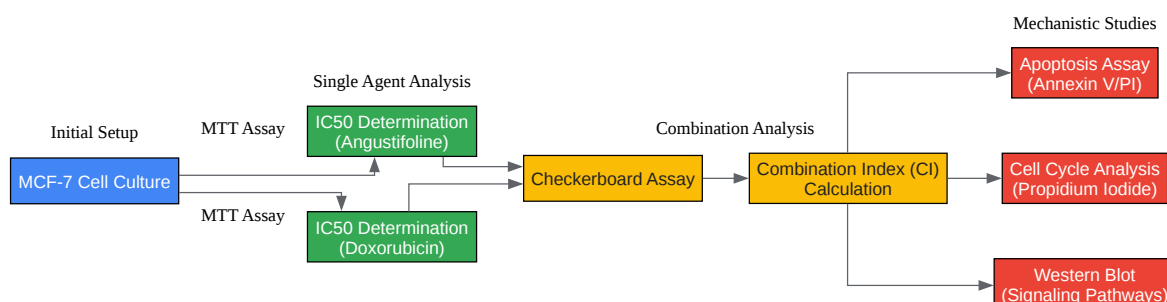 Initial Setup
MCF-7 Cell Culture
MTT Assay
MTT Assay
Single Agent Analysis
IC50 Determination
(Angustifoline)
IC50 Determination
(Doxorubicin)
Checkerboard Assay
Combination Analysis
Combination Index (CI)
Calculation
Mechanistic Studies
Apoptosis Assay
(Annexin V/PI)
Cell Cycle Analysis
(Propidium Iodide)
Western Blot
(Signaling Pathways)